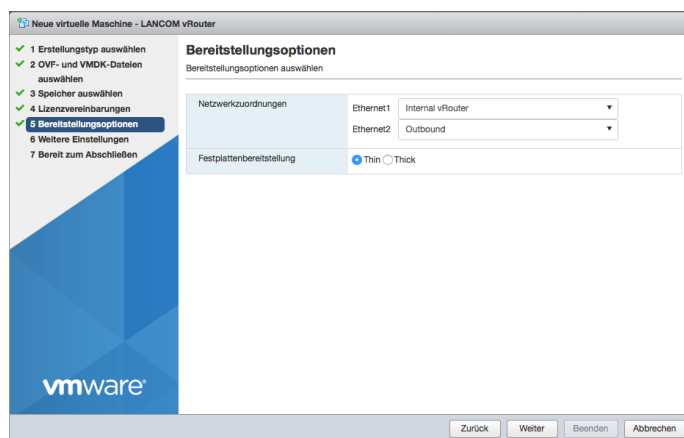 Neue virtuelle Maschine - LANCOM vRouter
1 Erstellungstyp auswählen
2 OVF- und VMDK-Dateien
auswählen
3 Speicher auswählen
4 Lizenzvereinbarungen
5 Bereitstellungsoptionen
6 Weitere Einstellungen
7 Bereit zum Abschließen
Bereitstellungsoptionen
Bereitstellungsoptionen auswählen
Netzwerkzuordnungen
Ethernet1 Internal vRouter
Ethernet2 Outbound
Festplattenbereitstellung
Thin Thick
vmware®
Zurück Weiter Beenden Abbrechen